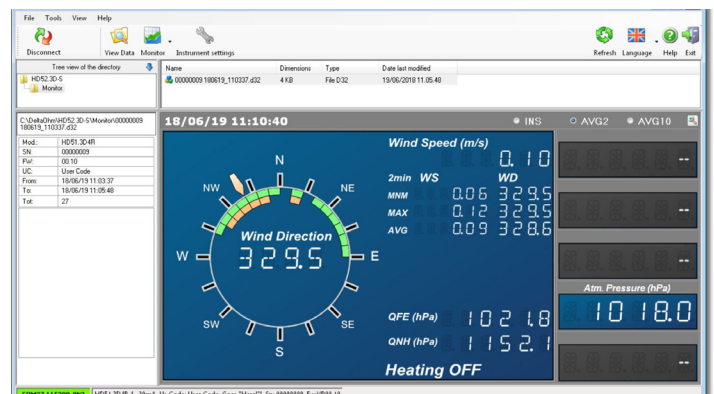 File Tools View Help
Disconnect View Data Monitor Instrument settings Refresh Language Help Exit
Tree view of the directory
HD52.3D-S
Monitor
Name Dimensions Type Date last modified
00000009 180619_110337.d32 4 KB File D32 19/06/2018 11.05.48
C:\DeltaOhm\HD52.3D-S\Monitor\00000009
180619_110337.d32
Mod.: HD51.3D4R
SN: 00000009
FW: 00.10
UC: User Code
From: 18/06/19 11:03:37
To: 18/06/19 11:05:48
Tot: 27
18/06/19 11:10:40 INS AVG2 AVG10
Wind Speed (m/s)
0.10
2min WS WD
MNM 0.06 329.5
MAX 0.12 329.5
AVG 0.09 328.6
N
NE
E
SE
S
SW
W
NW
Wind Direction
329.5
QFE (hPa) 1021.8
QNH (hPa) 1152.1
Heating OFF
--
--
--
Atm. Pressure (hPa)
1018.0
--